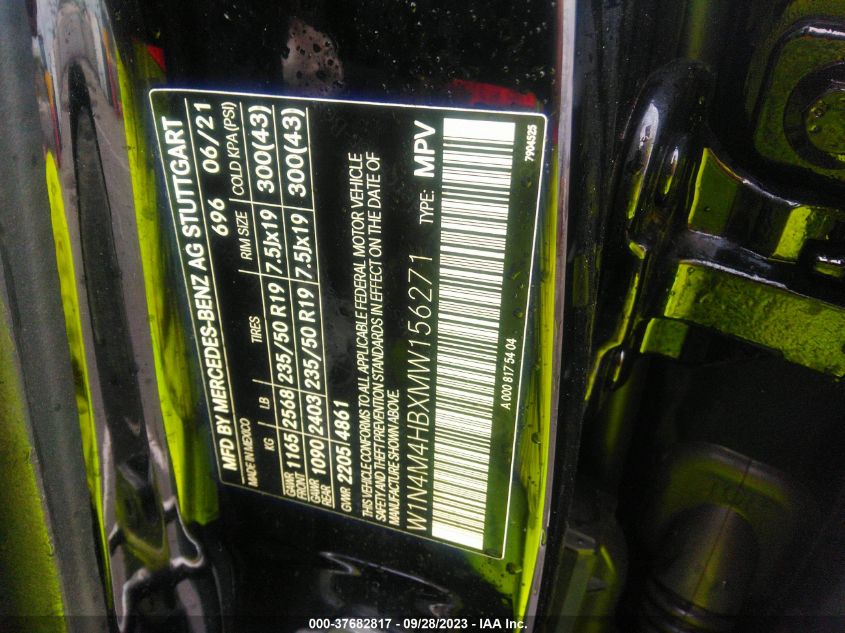 MFD BY MERCEDES-BENZ AG STUTTGART
MADE IN MEXICO 696 06/21
KG LB TIRES RIM SIZE COLD KPA (PSI)
GAWR FRONT 1165 2568 235/50 R19 7.5Jx19 300(43)
GAWR REAR 1090 2403 235/50 R19 7.5Jx19 300(43)
GVWR 2205 4861
THIS VEHICLE CONFORMS TO ALL APPLICABLE FEDERAL MOTOR VEHICLE
SAFETY AND THEFT PREVENTION STANDARDS IN EFFECT ON THE DATE OF
MANUFACTURE SHOWN ABOVE.
W1N4M4HBXMW156271 TYPE: MPV
A 000 817 54 04 7904525
000-37682817 - 09/28/2023 - IAA Inc.